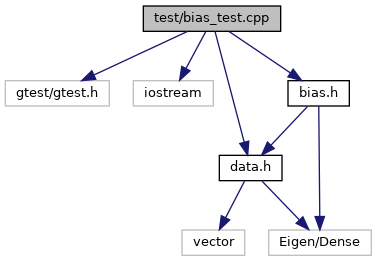 test/bias_test.cpp
gtest/gtest.h
iostream
bias.h
data.h
vector
Eigen/Dense